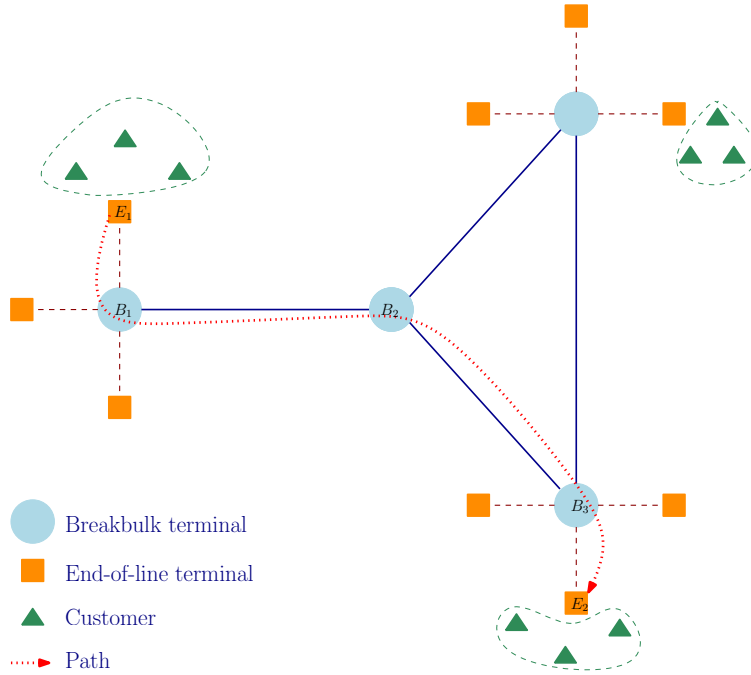 E₁
B₁
B₂
B₃
E₂
Breakbulk terminal
End-of-line terminal
Customer
Path